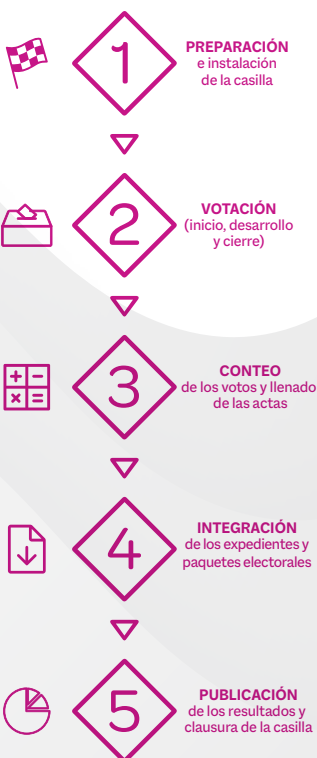 1
PREPARACIÓN
e instalación
de la casilla
2
VOTACIÓN
(inicio, desarrollo
y cierre)
3
CONTEO
de los votos y llenado
de las actas
4
INTEGRACIÓN
de los expedientes y
paquetes electorales
5
PUBLICACIÓN
de los resultados y
clausura de la casilla